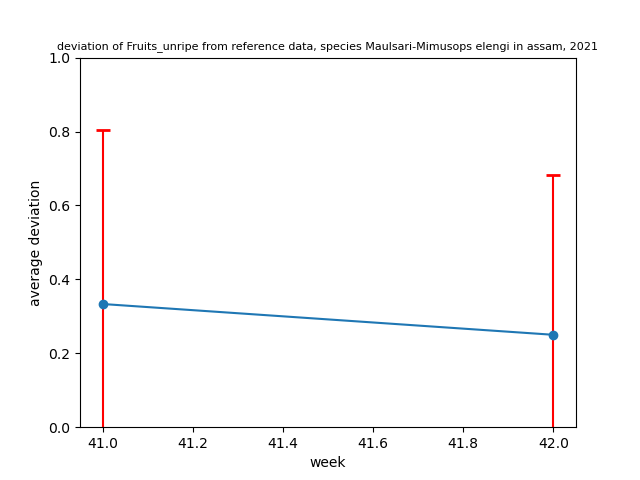 deviation of Fruits_unripe from reference data, species Maulsari-Mimusops elengi in assam, 2021
1.0
0.8
0.6
0.4
0.2
0.0
average deviation
41.0 41.2 41.4 41.6 41.8 42.0
week